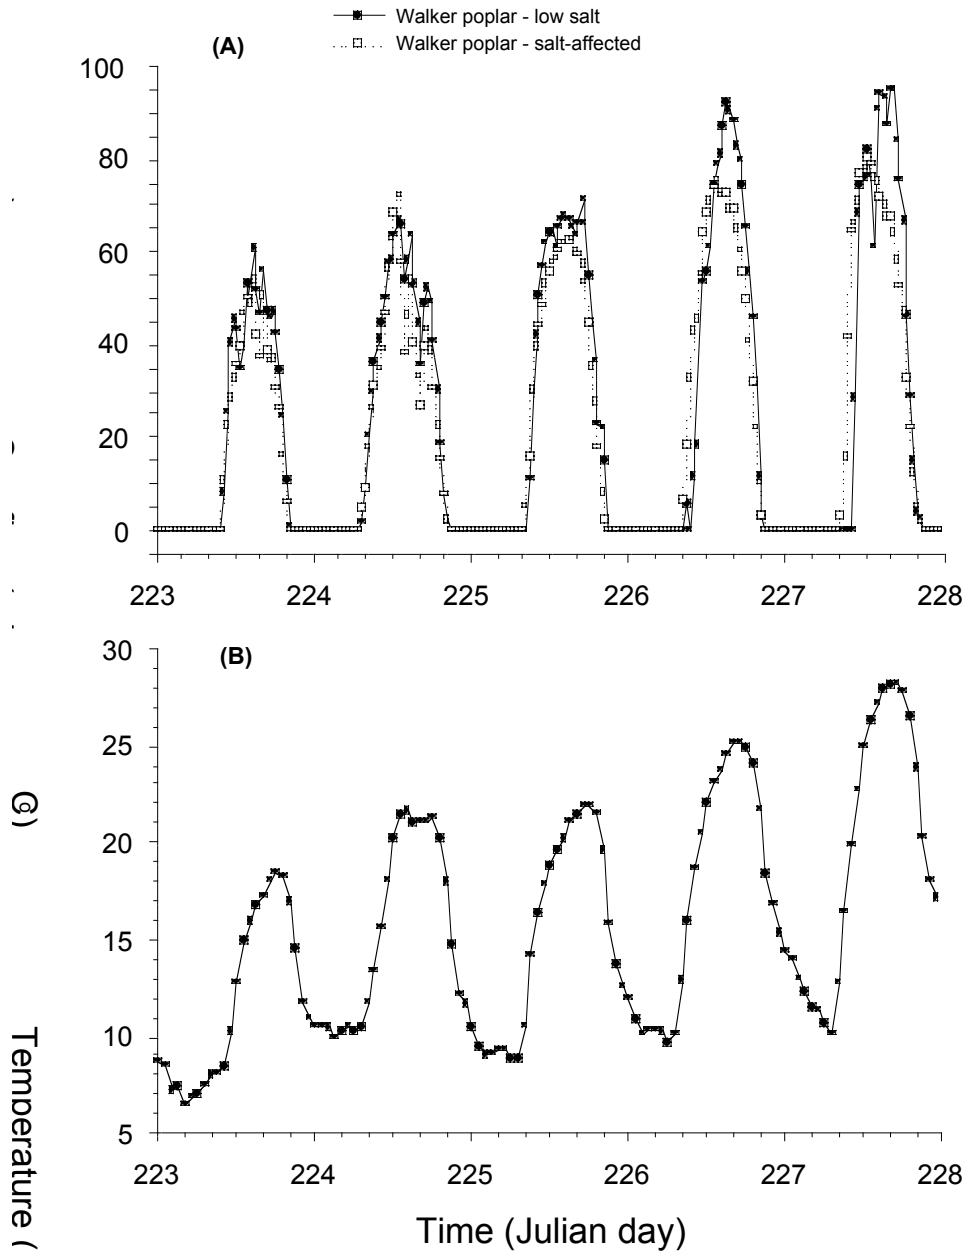 Walker poplar - low salt
Walker poplar - salt-affected
(A)
100
80
60
40
20
0
223 224 225 226 227 228
(B)
30
25
20
15
10
5
223 224 225 226 227 228
Time (Julian day)
Temperature (
C)